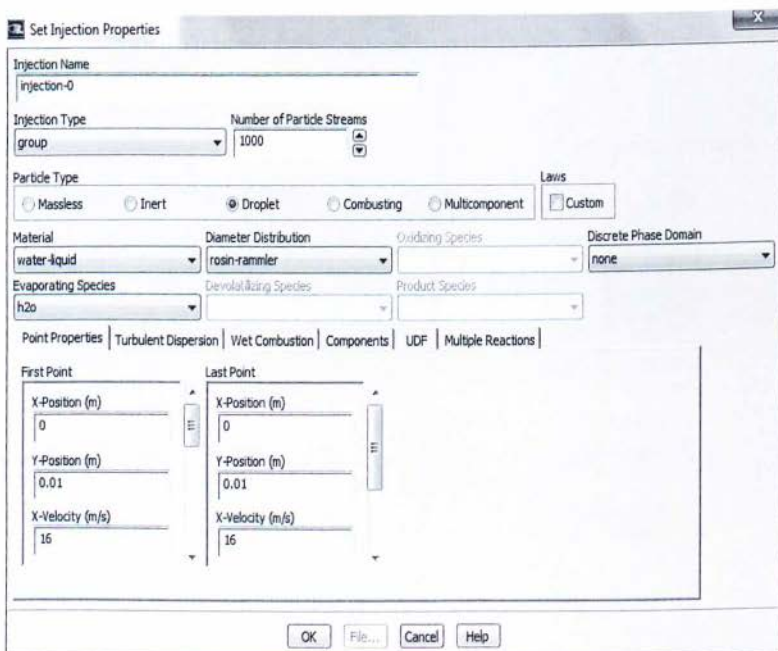 Set Injection Properties
X
Injection Name
injection-0
Injection Type Number of Particle Streams
group 1000
Particle Type Laws
Massless Inert Droplet Combusting Multicomponent Custom
Material Diameter Distribution Oxidizing Species Discrete Phase Domain
water-liquid rosin-rammler none
Evaporating Species Devolatilizing Species Product Species
h2o
Point Properties Turbulent Dispersion Wet Combustion Components UDF Multiple Reactions
First Point Last Point
X-Position (m) X-Position (m)
0 0
Y-Position (m) Y-Position (m)
0.01 0.01
X-Velocity (m/s) X-Velocity (m/s)
16 16
OK File... Cancel Help